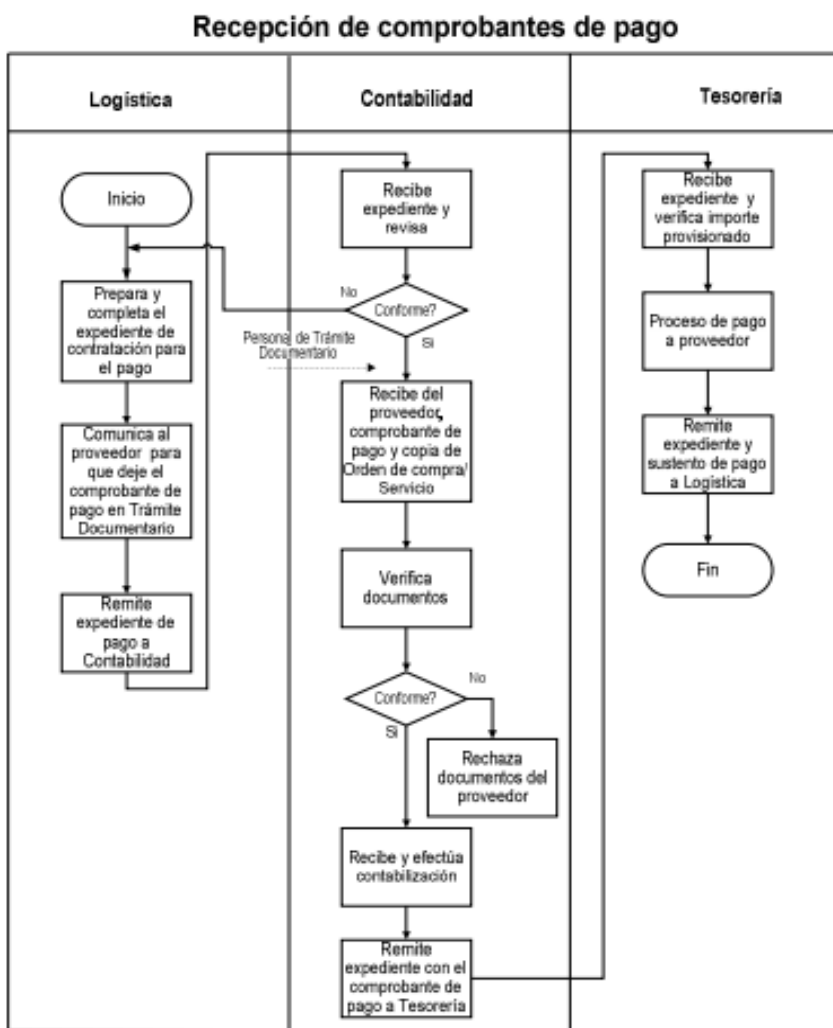 Recepción de comprobantes de pago
Logística
Contabilidad
Tesorería
Inicio
Prepara y
completa el
expediente de
contratación para
el pago
Comunica al
proveedor para
que deje el
comprobante de
pago en Trámite
Documentario
Remite
expediente de
pago a
Contabilidad
Recibe
expediente y
revisa
Conforme?
No
Si
Personal de Trámite
Documentario
Recibe del
proveedor,
comprobante de
pago y copia de
Orden de compra/
Servicio
Verifica
documentos
Conforme?
No
Si
Rechaza
documentos del
proveedor
Recibe y efectúa
contabilización
Remite
expediente con el
comprobante de
pago a Tesorería
Recibe
expediente y
verifica importe
provisionado
Proceso de pago
a proveedor
Remite
expediente y
sustento de pago
a Logística
Fin